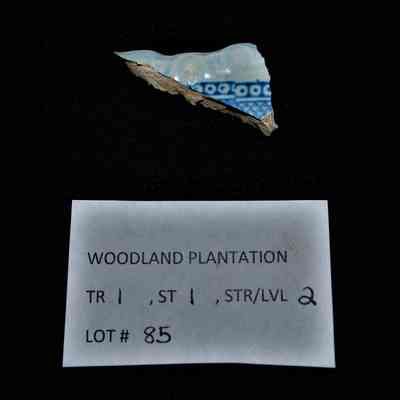 WOODLAND PLANTATION
TR 1 , ST 1 , STR/LVL 2
LOT # 85